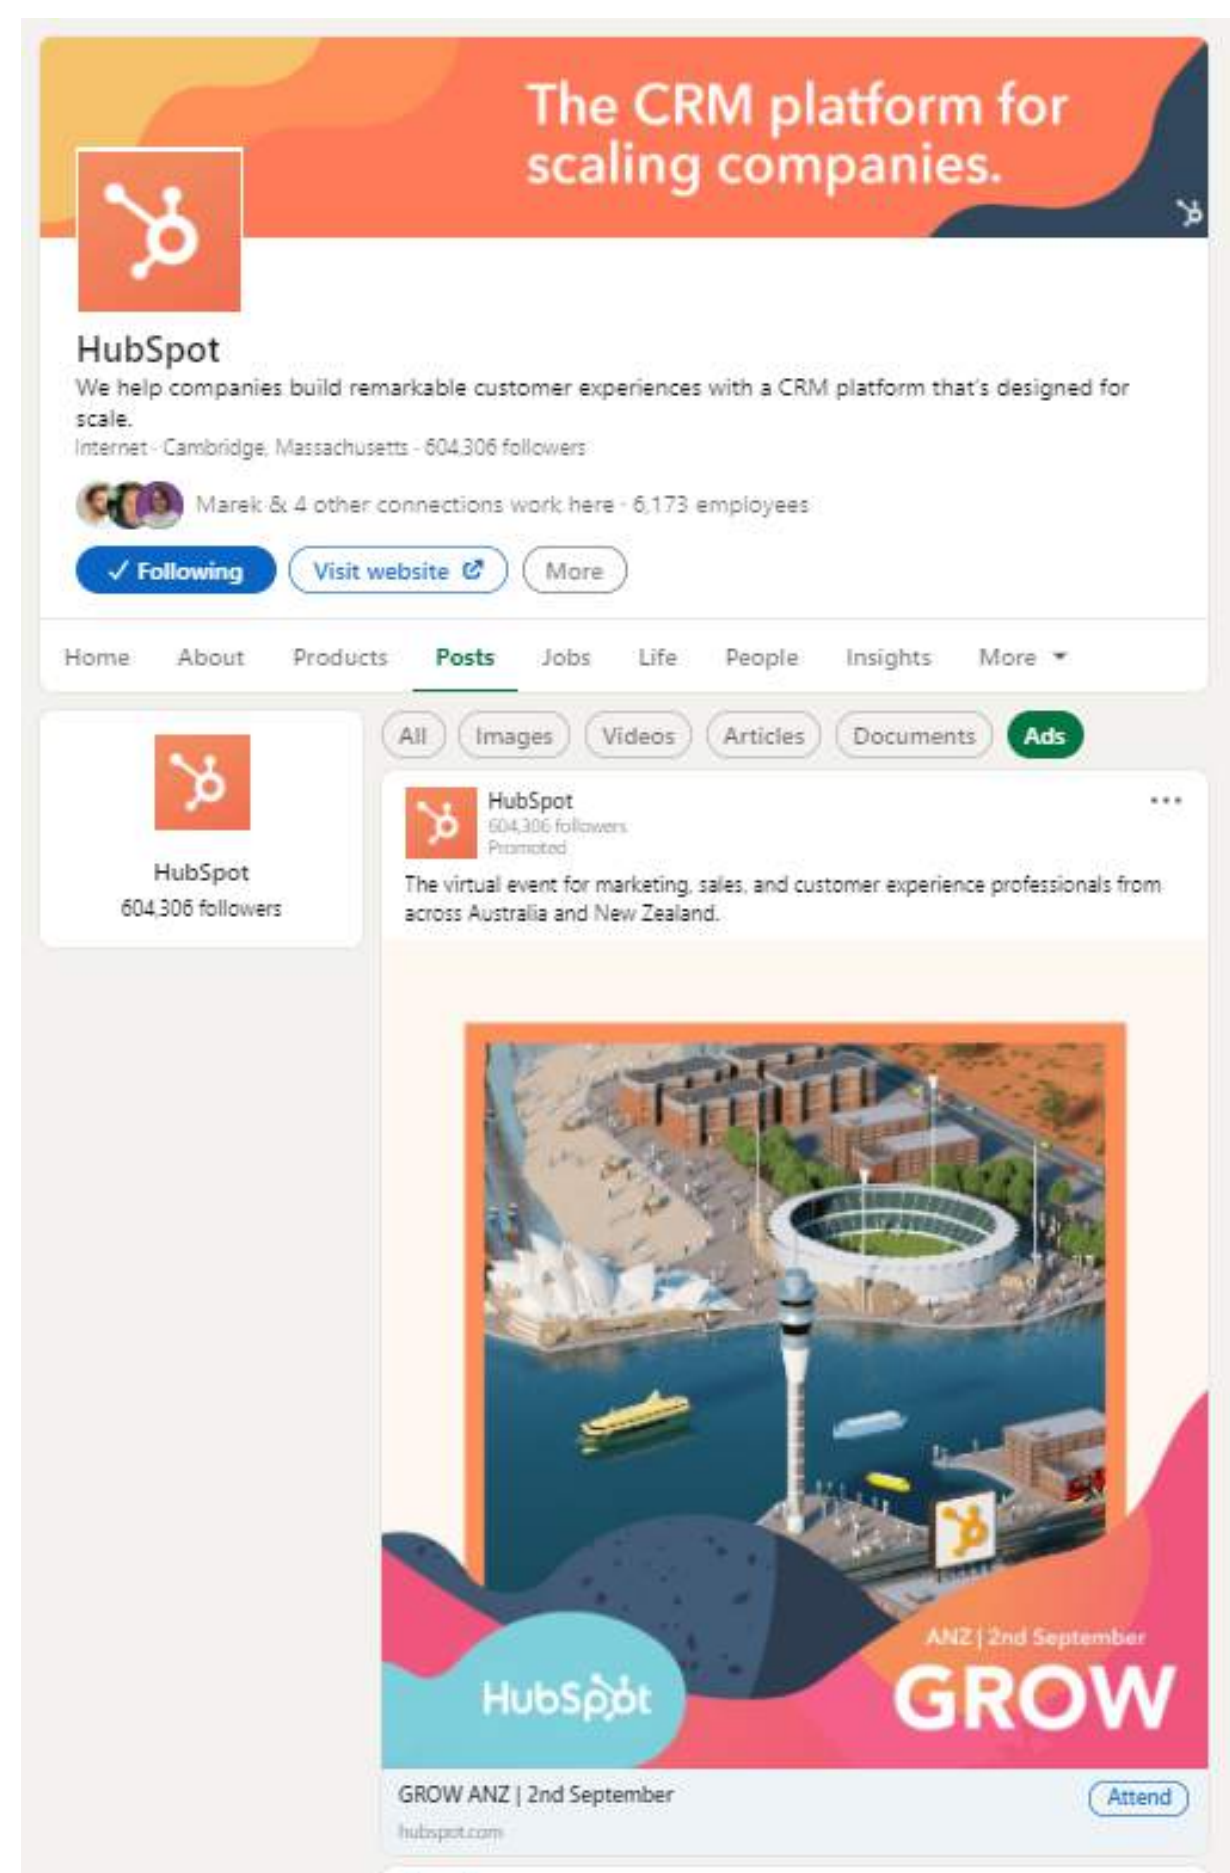 The CRM platform for
scaling companies.
HubSpot
We help companies build remarkable customer experiences with a CRM platform that's designed for
scale.
Internet · Cambridge, Massachusetts · 604,306 followers
Marek & 4 other connections work here · 6,173 employees
✓ Following Visit website More
Home About Products Posts Jobs Life People Insights More
HubSpot
604,306 followers
All Images Videos Articles Documents Ads
HubSpot
604,306 followers
Promoted
The virtual event for marketing, sales, and customer experience professionals from
across Australia and New Zealand.
ANZ | 2nd September
GROW
HubSpot
GROW ANZ | 2nd September
Attend
hubspot.com